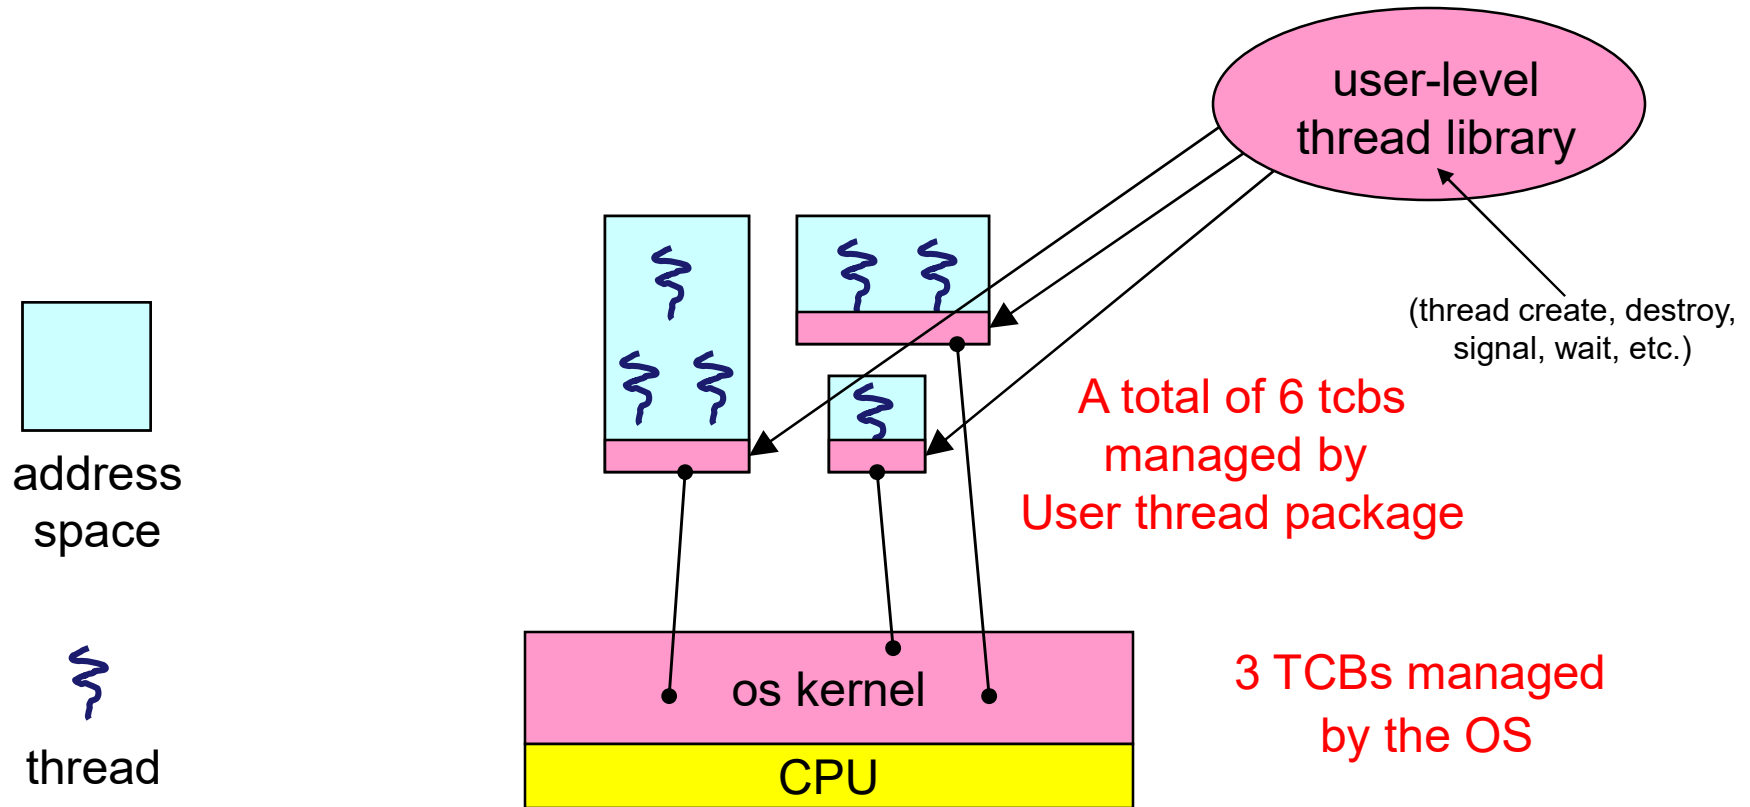 user-level
thread library
(thread create, destroy,
signal, wait, etc.)
A total of 6 tcbs
managed by
User thread package
address
space
os kernel
3 TCBs managed
by the OS
thread
CPU